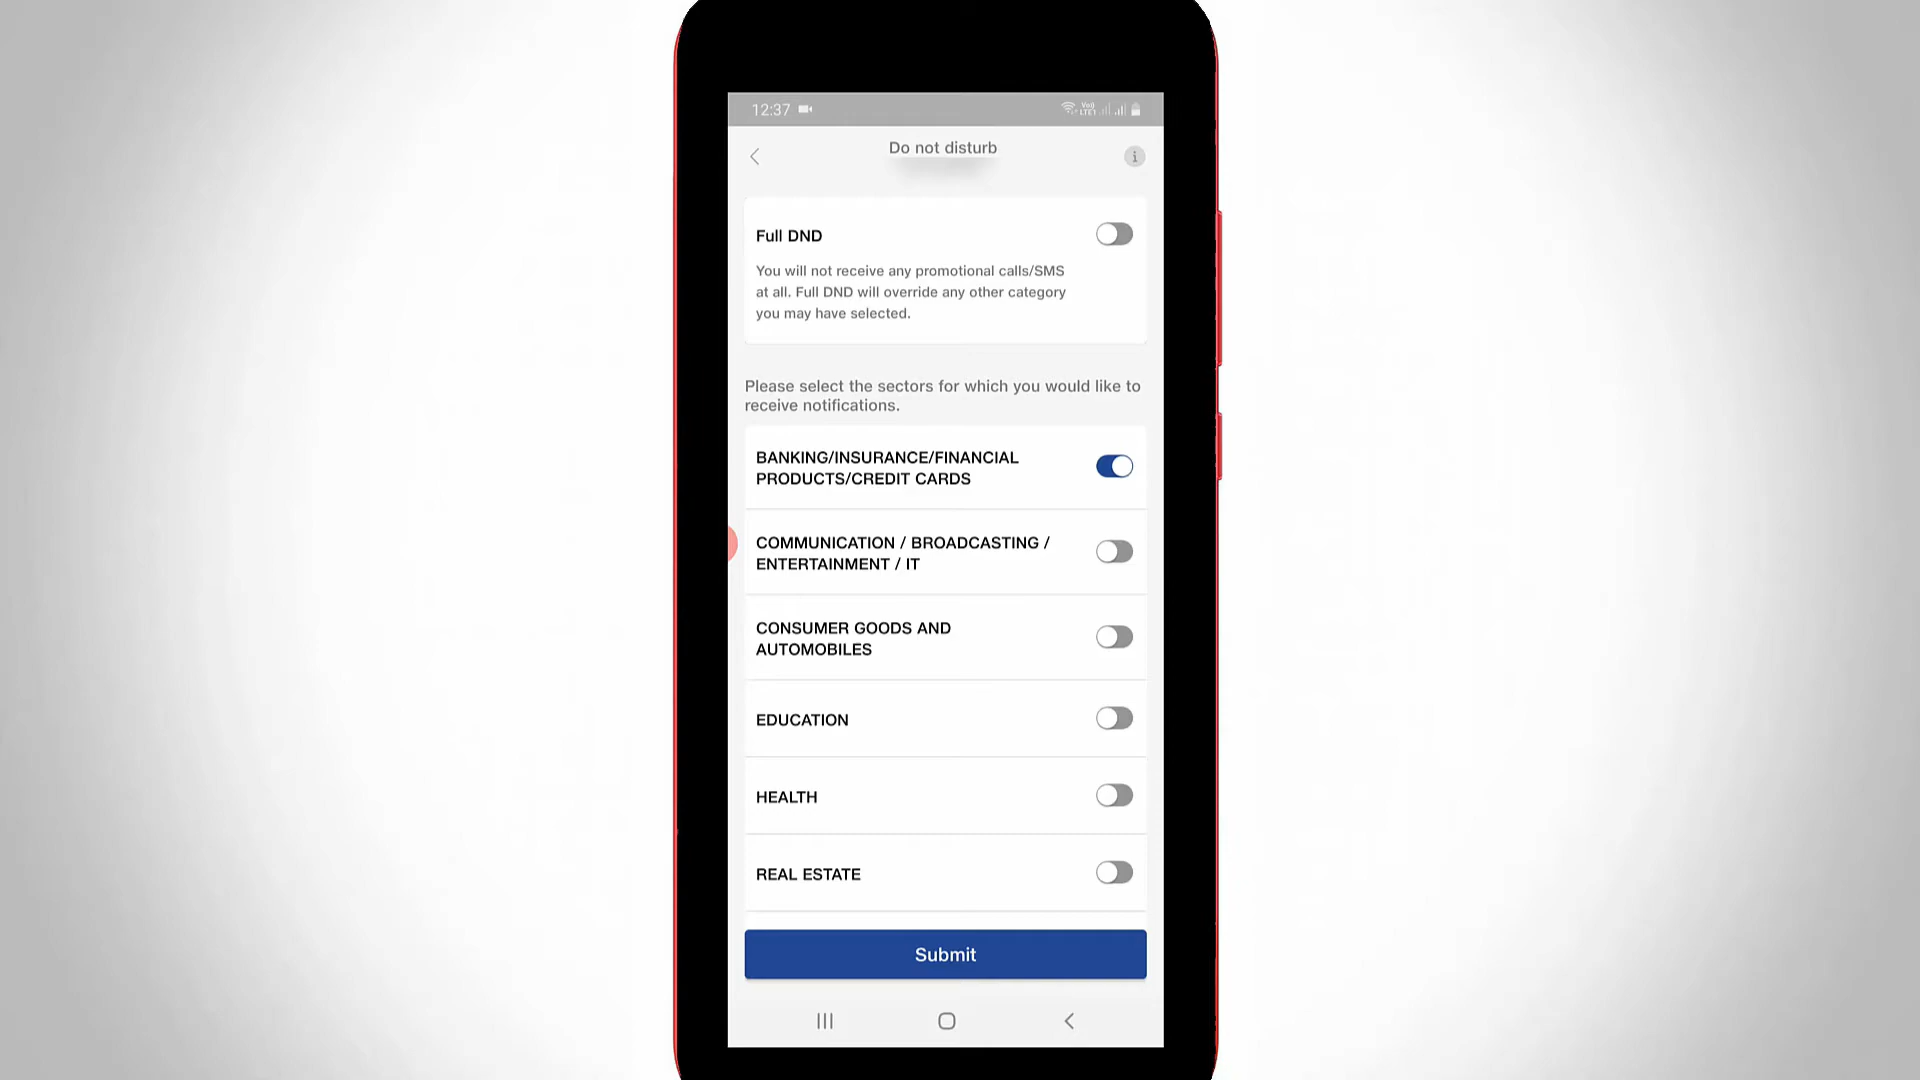 12:37
Do not disturb
Full DND
You will not receive any promotional calls/SMS
at all. Full DND will override any other category
you may have selected.
Please select the sectors for which you would like to
receive notifications.
BANKING/INSURANCE/FINANCIAL
PRODUCTS/CREDIT CARDS
COMMUNICATION / BROADCASTING /
ENTERTAINMENT / IT
CONSUMER GOODS AND
AUTOMOBILES
EDUCATION
HEALTH
REAL ESTATE
Submit